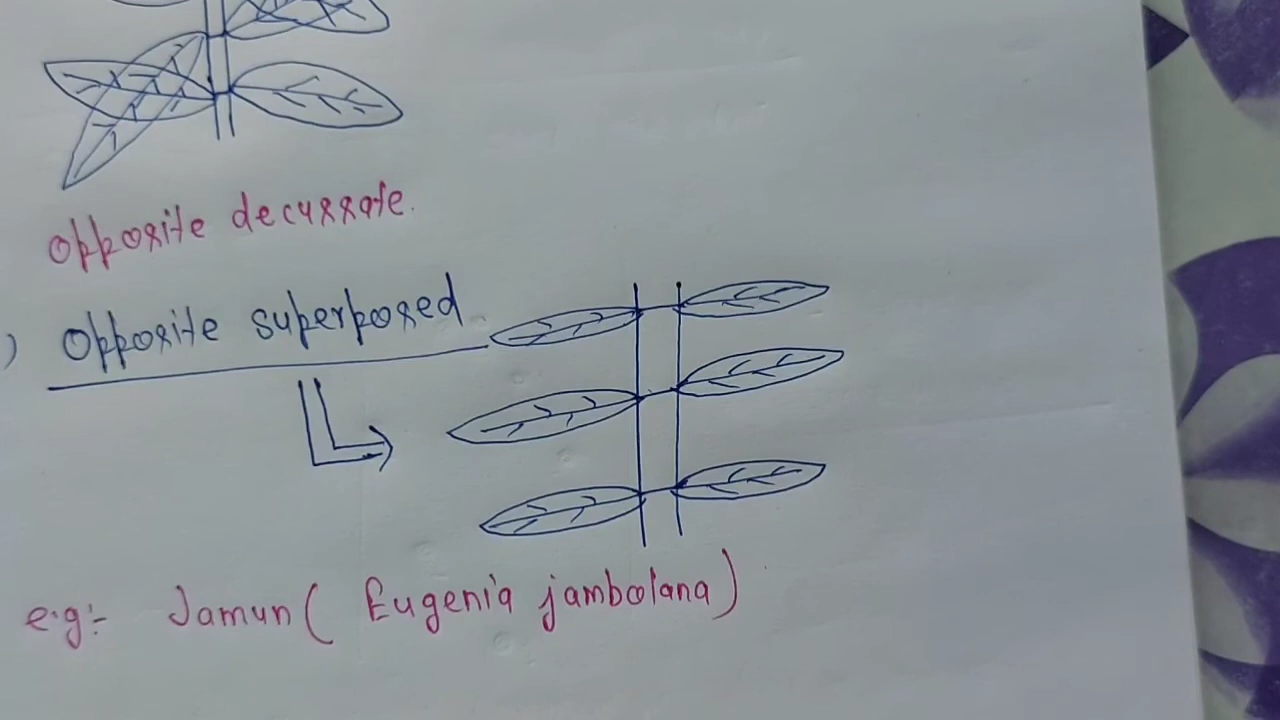 opposite decussate.
) Opposite superposed
e.g:- Jamun ( Eugenia jambolana)